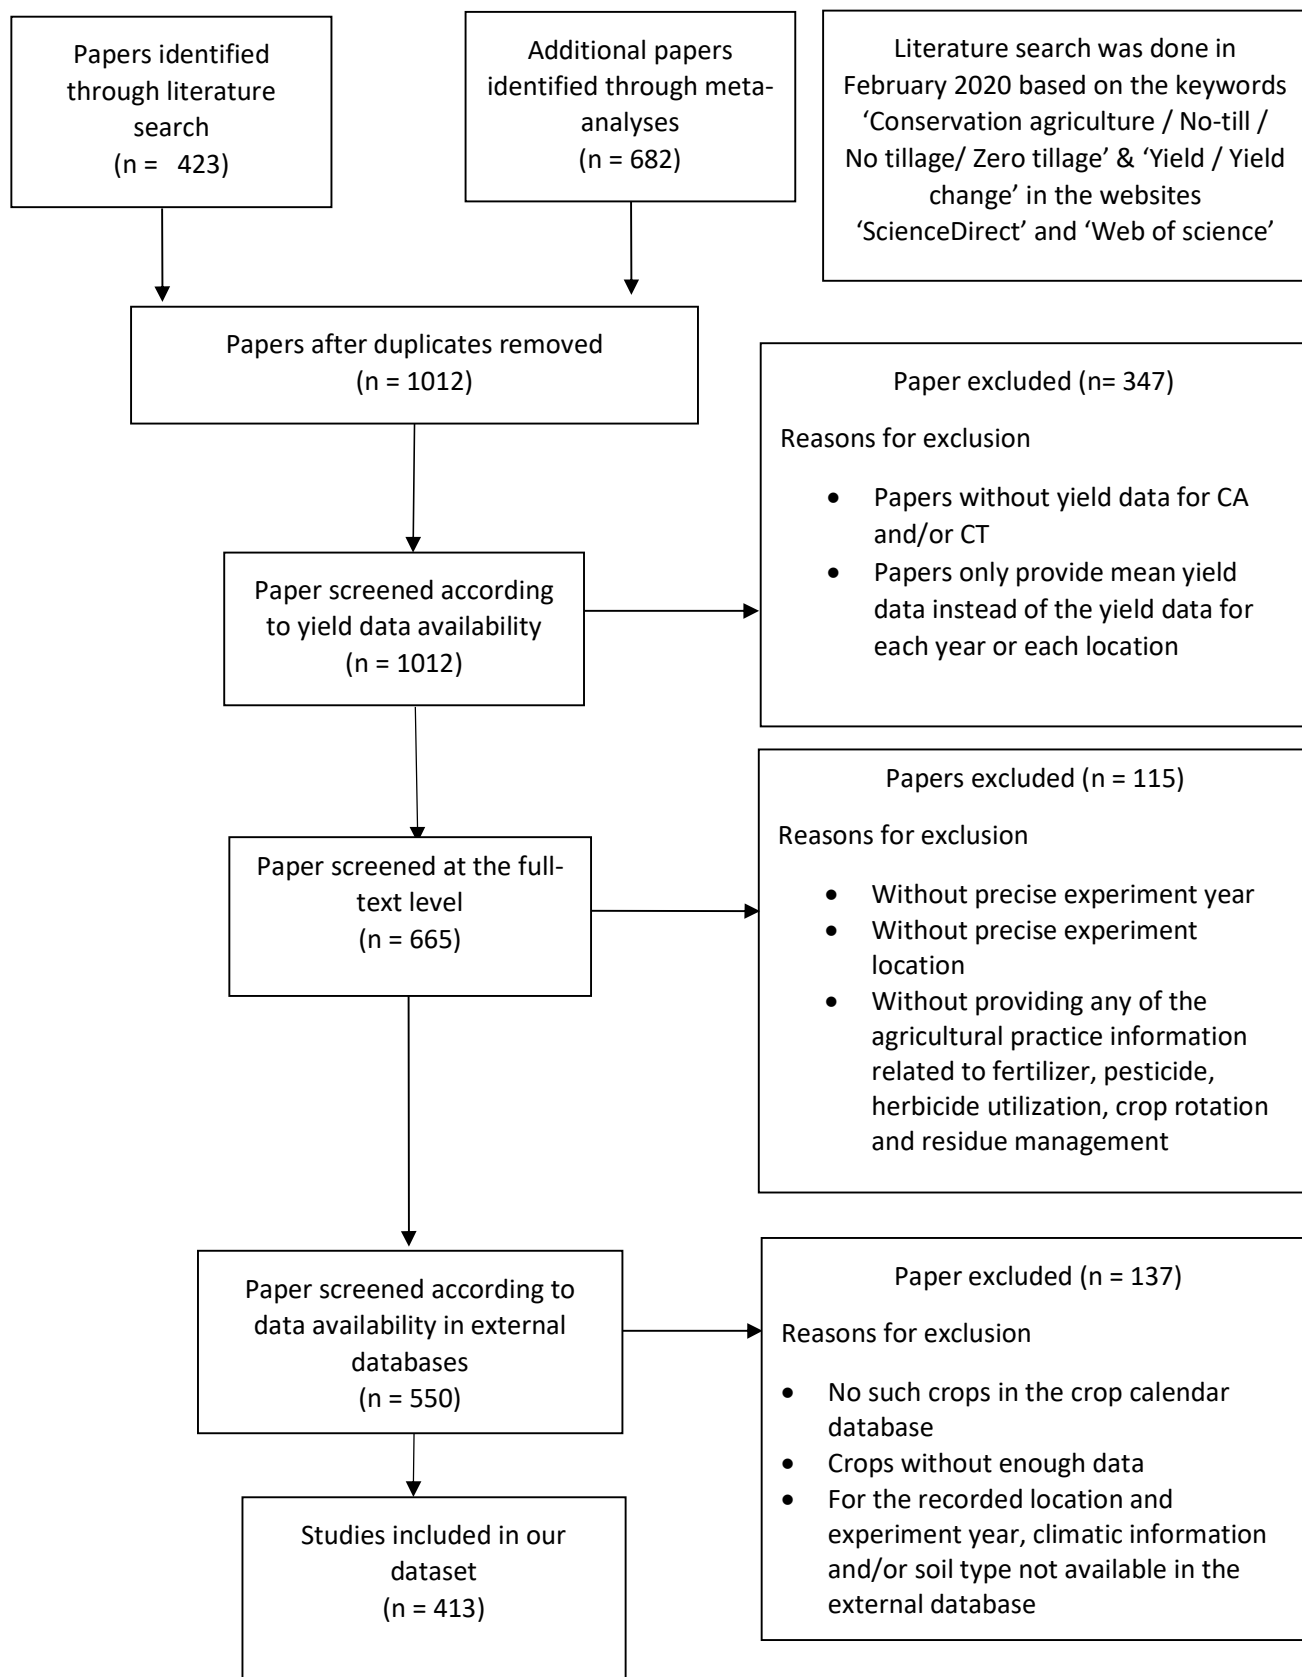 Papers identified
through literature
search
(n =   423)
Additional papers
identified through meta-
analyses
(n = 682)
Literature search was done in
February 2020 based on the keywords
‘Conservation agriculture / No-till /
No tillage/ Zero tillage’ & ‘Yield / Yield
change’ in the websites
‘ScienceDirect’ and ‘Web of science’
Papers after duplicates removed
(n = 1012)
Paper excluded (n= 347)
Reasons for exclusion
• Papers without yield data for CA
and/or CT
• Papers only provide mean yield
data instead of the yield data for
each year or each location
Paper screened according
to yield data availability
(n = 1012)
Papers excluded (n = 115)
Reasons for exclusion
• Without precise experiment year
• Without precise experiment
location
• Without providing any of the
agricultural practice information
related to fertilizer, pesticide,
herbicide utilization, crop rotation
and residue management
Paper screened at the full-
text level
(n = 665)
Paper screened according to
data availability in external
databases
(n = 550)
Paper excluded (n = 137)
Reasons for exclusion
• No such crops in the crop calendar
database
• Crops without enough data
• For the recorded location and
experiment year, climatic information
and/or soil type not available in the
external database
Studies included in our
dataset
(n = 413)